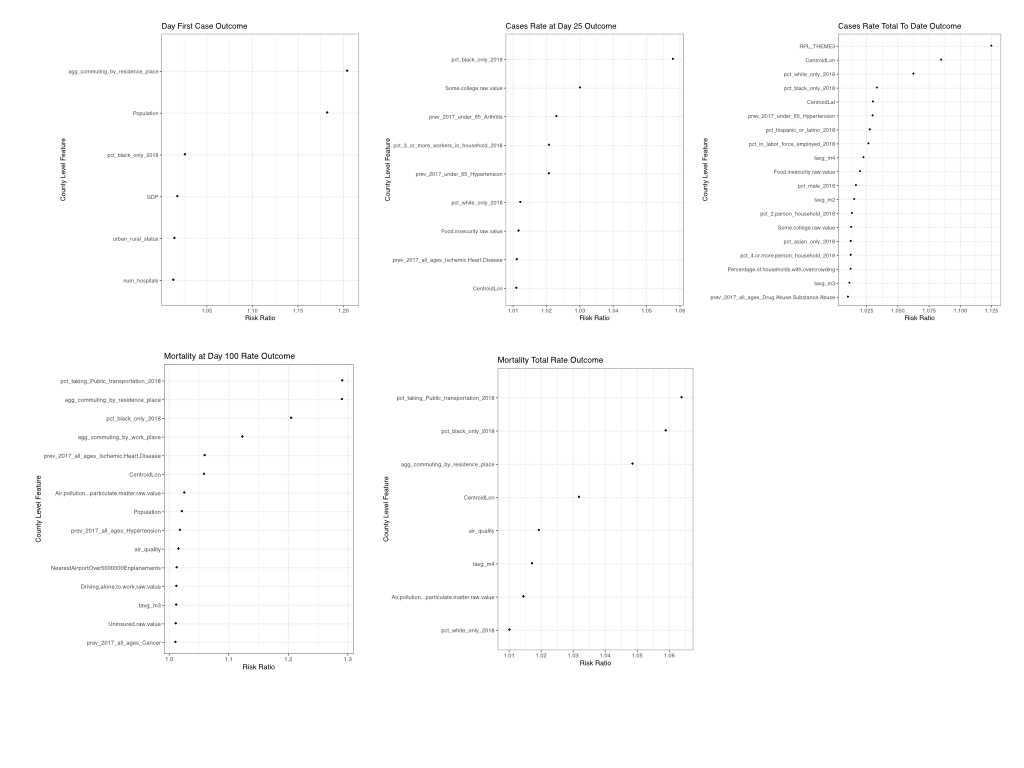 Day First Case Outcome
agg_commuting_by_residence_place
Population
pct_black_only_2018
GDP
urban_rural_status
num_hospitals
County Level Feature
1.05 1.10 1.15 1.20
Risk Ratio
Cases Rate at Day 25 Outcome
pct_black_only_2018
Some.college.raw.value
prev_2017_under_65_Arthritis
pct_3_or_more_workers_in_household_2018
prev_2017_under_65_Hypertension
pct_white_only_2018
Food.insecurity.raw.value
prev_2017_all_ages_Ischemic.Heart.Disease
CentroidLon
County Level Feature
1.01 1.02 1.03 1.04 1.05 1.06
Risk Ratio
Cases Rate Total To Date Outcome
RPL_THEME3
CentroidLon
pct_white_only_2018
pct_black_only_2018
CentroidLat
prev_2017_under_65_Hypertension
pct_hispanic_or_latino_2018
pct_in_labor_force_employed_2018
tavg_m4
Food.insecurity.raw.value
pct_male_2018
tavg_m2
pct_2.person_household_2018
Some.college.raw.value
pct_asian_only_2018
pct_4.or.more.person_household_2018
Percentage.of.households.with.overcrowding
tavg_m3
prev_2017_all_ages_Drug.Abuse.Substance.Abuse
County Level Feature
1.025 1.050 1.075 1.100 1.125
Risk Ratio
Mortality at Day 100 Rate Outcome
pct_taking_Public_transportation_2018
agg_commuting_by_residence_place
pct_black_only_2018
agg_commuting_by_work_place
prev_2017_all_ages_Ischemic.Heart.Disease
CentroidLon
Air.pollution...particulate.matter.raw.value
Population
prev_2017_all_ages_Hypertension
air_quality
NearestAirportOver5000000Enplanements
Driving.alone.to.work.raw.value
tavg_m3
Uninsured.raw.value
prev_2017_all_ages_Cancer
County Level Feature
1.0 1.1 1.2 1.3
Risk Ratio
Mortality Total Rate Outcome
pct_taking_Public_transportation_2018
pct_black_only_2018
agg_commuting_by_residence_place
CentroidLon
air_quality
tavg_m4
Air.pollution...particulate.matter.raw.value
pct_white_only_2018
County Level Feature
1.01 1.02 1.03 1.04 1.05 1.06
Risk Ratio